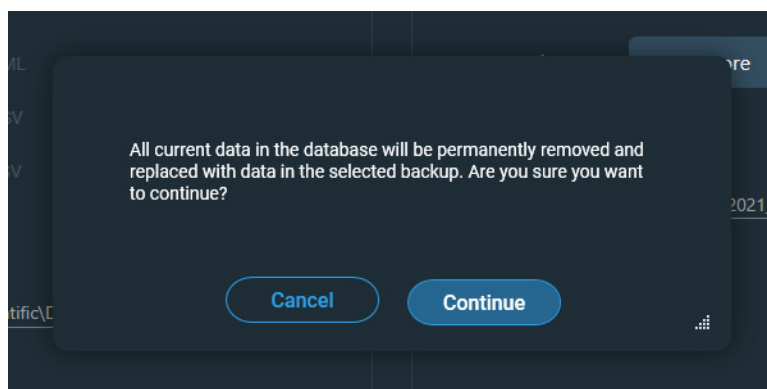 All current data in the database will be permanently removed and
replaced with data in the selected backup. Are you sure you want
to continue?
2021
Cancel
Continue